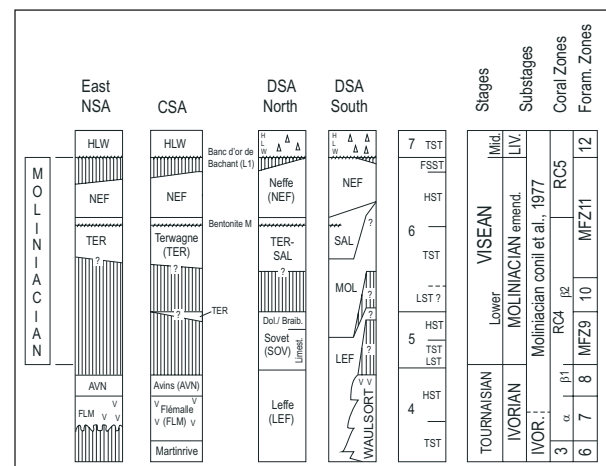 East NSA
CSA
DSA North
DSA South
Stages
Substages
Coral Zones
Foram. Zones
MOLINIACIAN
HLW
NEF
TER
?
AVN
FLM
V V
V
V V
HLW
NEF
Terwagne (TER)
?
?
TER
Avins (AVN)
V V
Flémalle
V (FLM) V
Martinrive
Banc d'or de Bachant (L1)
Bentonite M
HLW
Neffe (NEF)
TER-SAL
?
Dol./ Braib.
Sovet (SOV)
Limest.
Leffe (LEF)
HLW
NEF
?
SAL
MOL
?
?
?
LEF
V V
WAULSORT
7 TST
FSST
HST
6
TST
LST ?
HST
5
TST
LST
HST
4
TST
Mid.
VISEAN
Lower
TOURNAISIAN
LIV.
MOLINIACIAN emend.
IVORIAN
Moliniacian conil et al., 1977
IVOR.
RC5
RC4
β2
β1
α
3
12
MFZ11
10
MFZ9
8
7
6